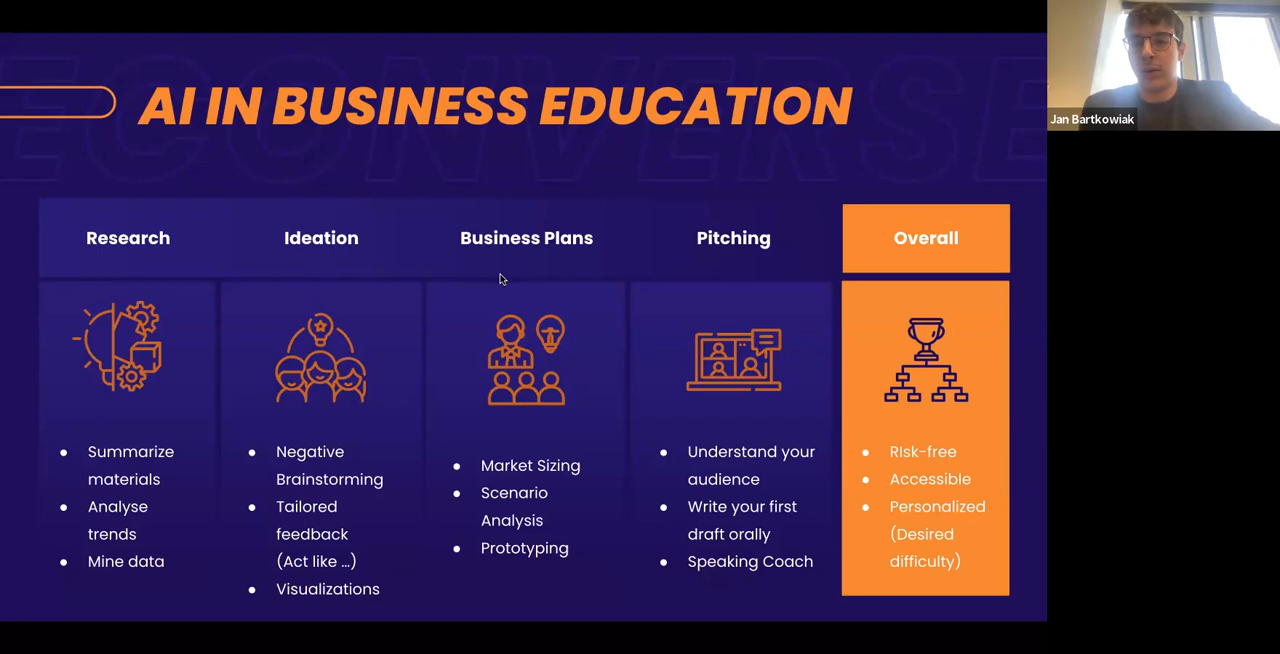 AI IN BUSINESS EDUCATION
ECONVERSE
Jan Bartkowiak
Research
Ideation
Business Plans
Pitching
Overall
Summarize
materials
Analyse
trends
Mine data
Negative
Brainstorming
Tailored
feedback
(Act like ...)
Visualizations
Market Sizing
Scenario
Analysis
Prototyping
Understand your
audience
Write your first
draft orally
Speaking Coach
RIsk-free
Accessible
Personalized
(Desired
difficulty)